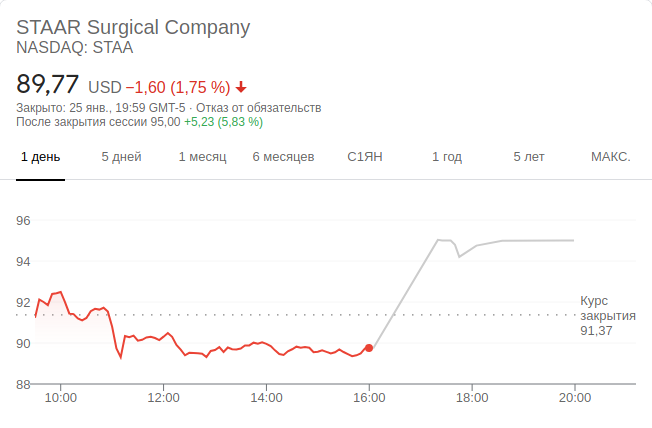 STAAR Surgical Company
NASDAQ: STAA
89,77 USD −1,60 (1,75 %)
Закрыто: 25 янв., 19:59 GMT-5 · Отказ от обязательств
После закрытия сессии 95,00 +5,23 (5,83 %)
1 день 5 дней 1 месяц 6 месяцев С1ЯН 1 год 5 лет МАКС.
96
94
92
Курс
закрытия
91,37
90
88
10:00 12:00 14:00 16:00 18:00 20:00